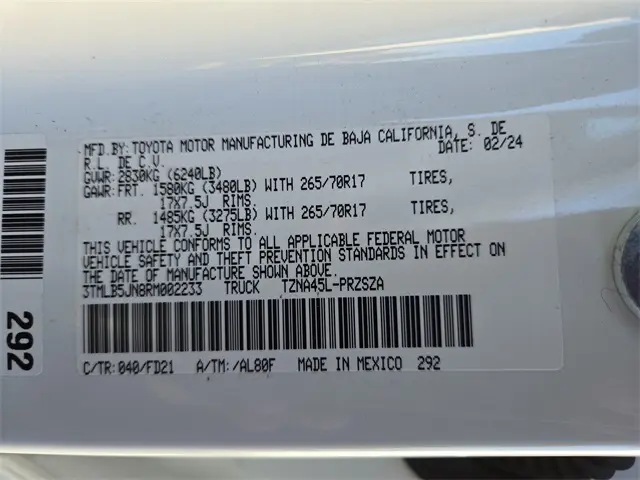 MFD.BY: TOYOTA MOTOR MANUFACTURING DE BAJA CALIFORNIA, S. DE
R.L. DE C.V. DATE: 02/24
GVWR: 2830KG (6240LB)
GAWR: FRT. 1580KG (3480LB) WITH 265/70R17 TIRES,
17X7.5J RIMS.
RR. 1485KG (3275LB) WITH 265/70R17 TIRES,
17X7.5J RIMS.
THIS VEHICLE CONFORMS TO ALL APPLICABLE FEDERAL MOTOR
VEHICLE SAFETY AND THEFT PREVENTION STANDARDS IN EFFECT ON
THE DATE OF MANUFACTURE SHOWN ABOVE.
3TMLB5JN8RM002233 TRUCK TZNA45L-PRZSZA
C/TR: 040/FD21 A/TM: /AL80F MADE IN MEXICO 292
292